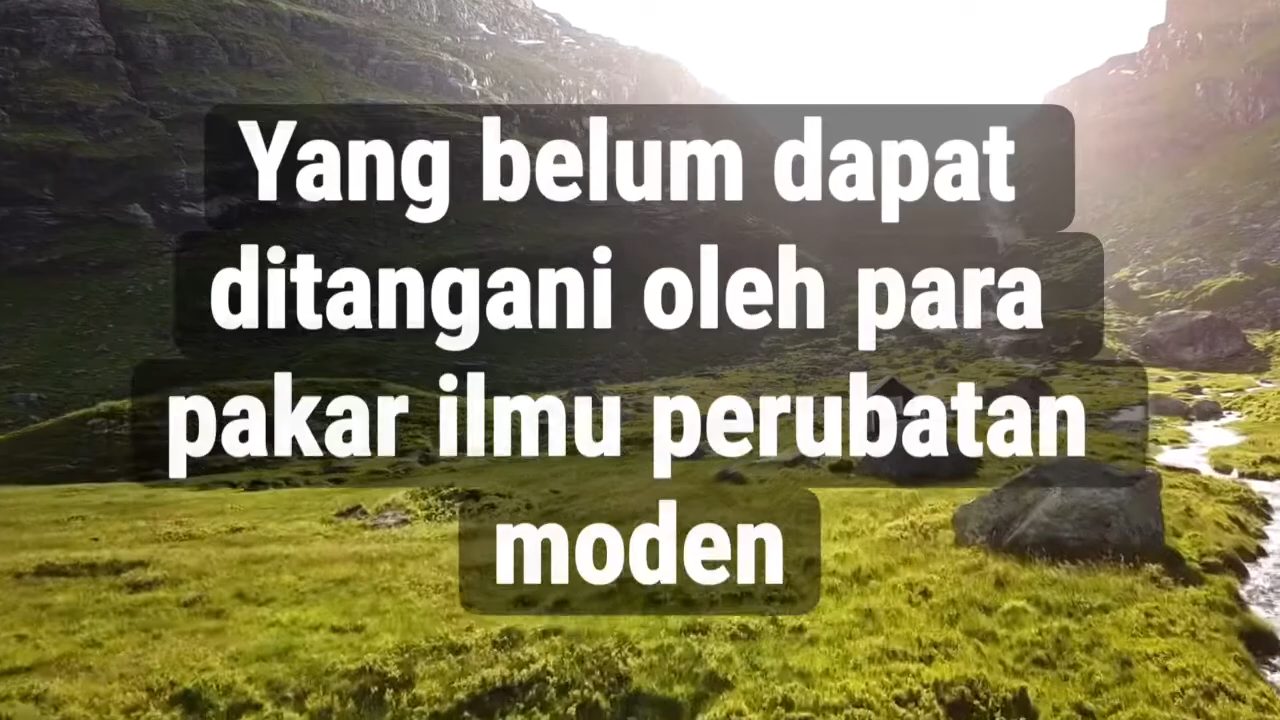 Yang belum dapat
ditangani oleh para
pakar ilmu perubatan
moden